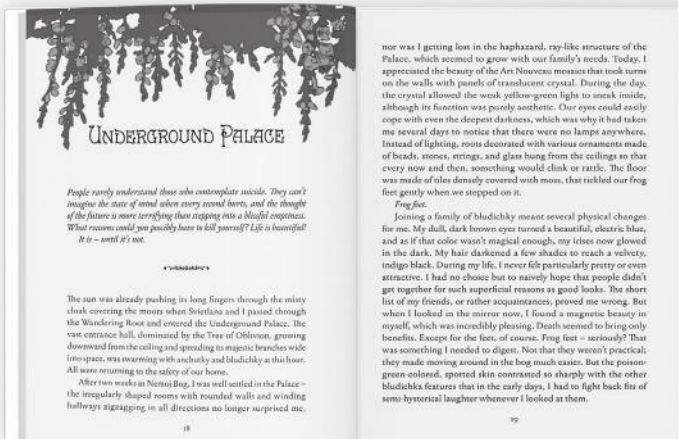 UNDERGROUND PALACE
People rarely understand those who contemplate suicide. They can't
imagine the state of mind when every second hurts, and the thought
of the future is more terrifying than stepping into a blissful emptiness.
What reasons could you possibly have to kill yourself? Life is beautiful!
It is – until it's not.
The sun was already pushing its long fingers through the misty
cloak covering the moors when Svietlana and I passed through
the Wandering Root and entered the Underground Palace. The
vast entrance hall, dominated by the Tree of Oblivion, growing
downward from the ceiling and spreading its majestic branches wide
into space, was swarming with anchutky and bludichky at this hour.
All were returning to the safety of our home.
After two weeks in Nemoj Bog, I was well settled in the Palace –
the irregularly shaped rooms with rounded walls and winding
hallways zigzagging in all directions no longer surprised me,
18
nor was I getting lost in the haphazard, ray-like structure of the
Palace, which seemed to grow with our family's needs. Today, I
appreciated the beauty of the Art Nouveau mosaics that took turns
on the walls with panels of translucent crystal. During the day,
the crystal allowed the weak yellow-green light to sneak inside,
although its function was purely aesthetic. Our eyes could easily
cope with even the deepest darkness, which was why it had taken
me several days to notice that there were no lamps anywhere.
Instead of lighting, roots decorated with various ornaments made
of beads, stones, strings, and glass hung from the ceilings so that
every now and then, something would clink or rattle. The floor
was made of tiles densely covered with moss, that tickled our frog
feet gently when we stepped on it.
Frog feet.
Joining a family of bludichky meant several physical changes
for me. My dull, dark brown eyes turned a beautiful, electric blue,
and as if that color wasn't magical enough, my irises now glowed
in the dark. My hair darkened a few shades to reach a velvety,
indigo black. During my life, I never felt particularly pretty or even
attractive. I had no choice but to naively hope that people didn't
get together for such superficial reasons as good looks. The short
list of my friends, or rather acquaintances, proved me wrong. But
when I looked in the mirror now, I found a magnetic beauty in
myself, which was incredibly pleasing. Death seemed to bring only
benefits. Except for the feet, of course. Frog feet – seriously? That
was something I needed to digest. Not that they weren't practical;
they made moving around in the bog much easier. But the poison-
green-colored, spotted skin contrasted so sharply with the other
bludichka features that in the early days, I had to fight back fits of
semi-hysterical laughter whenever I looked at them.
19